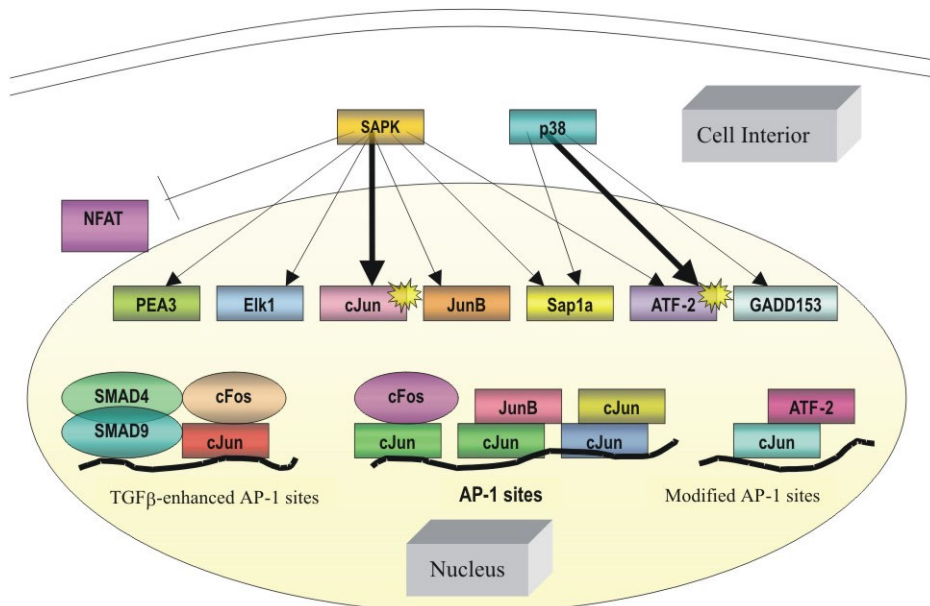 SAPK
p38
Cell Interior
NFAT
PEA3
Elk1
cJun
JunB
Sap1a
ATF-2
GADD153
SMAD4
cFos
SMAD9
cJun
cFos
JunB
cJun
cJun
cJun
cJun
ATF-2
cJun
TGFβ-enhanced AP-1 sites
AP-1 sites
Modified AP-1 sites
Nucleus